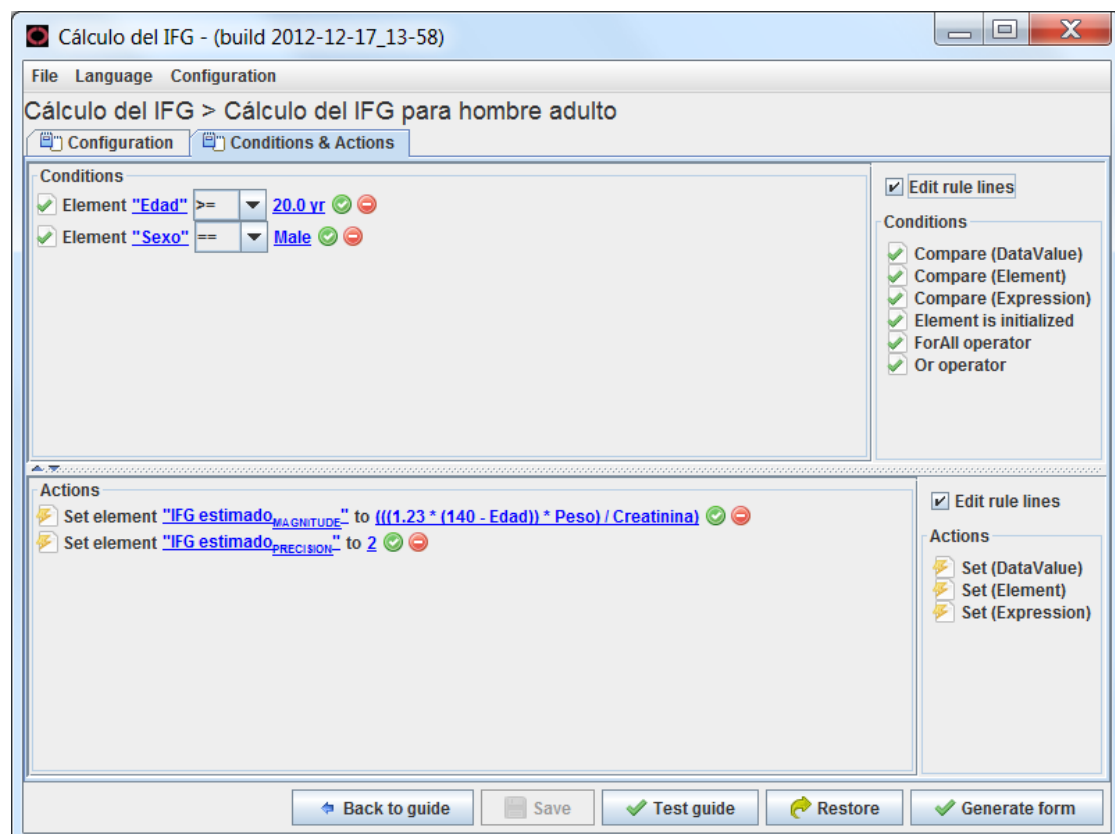 Cálculo del IFG - (build 2012-12-17_13-58)
File Language Configuration
Cálculo del IFG > Cálculo del IFG para hombre adulto
Configuration Conditions & Actions
Conditions
Element "Edad" >= 20.0 yr
Element "Sexo" == Male
Edit rule lines
Conditions
Compare (DataValue)
Compare (Element)
Compare (Expression)
Element is initialized
ForAll operator
Or operator
Actions
Set element "IFG estimadoMAGNITUDE" to (((1.23 * (140 - Edad)) * Peso) / Creatinina)
Set element "IFG estimadoPRECISION" to 2
Edit rule lines
Actions
Set (DataValue)
Set (Element)
Set (Expression)
Back to guide Save Test guide Restore Generate form